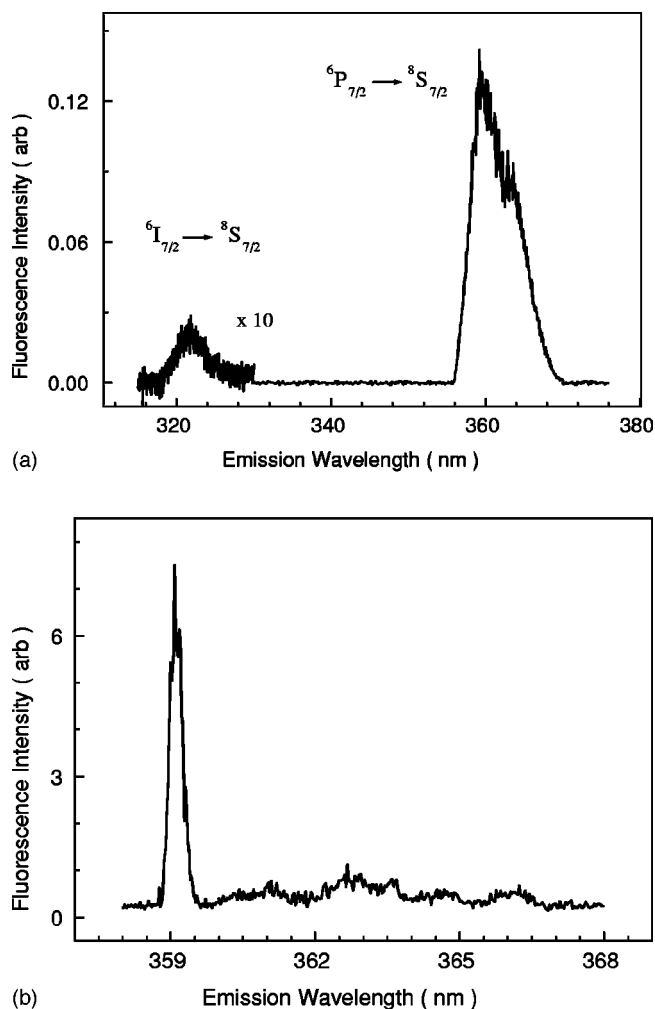 0.12
0.06
0.00
Fluorescence Intensity ( arb )
⁶P₇/₂ → ⁸S₇/₂
⁶I₇/₂ → ⁸S₇/₂
x 10
320 340 360 380
(a) Emission Wavelength ( nm )
6
3
0
Fluorescence Intensity ( arb )
359 362 365 368
(b) Emission Wavelength ( nm )